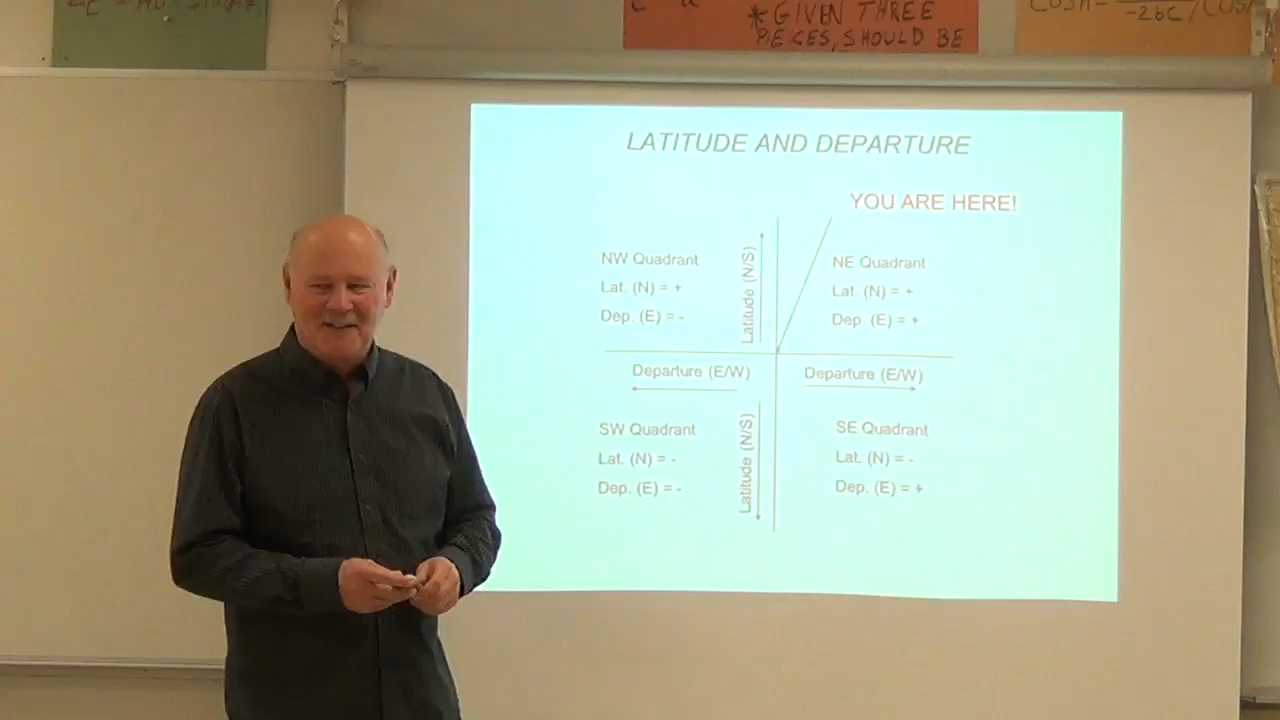 * GIVEN THREE
PIECES, SHOULD BE
LATITUDE AND DEPARTURE
YOU ARE HERE!
NW Quadrant
Lat. (N) = +
Dep. (E) = -
Latitude (N/S)
NE Quadrant
Lat. (N) = +
Dep. (E) = +
Departure (E/W)
Departure (E/W)
SW Quadrant
Lat. (N) = -
Dep. (E) = -
Latitude (N/S)
SE Quadrant
Lat. (N) = -
Dep. (E) = +